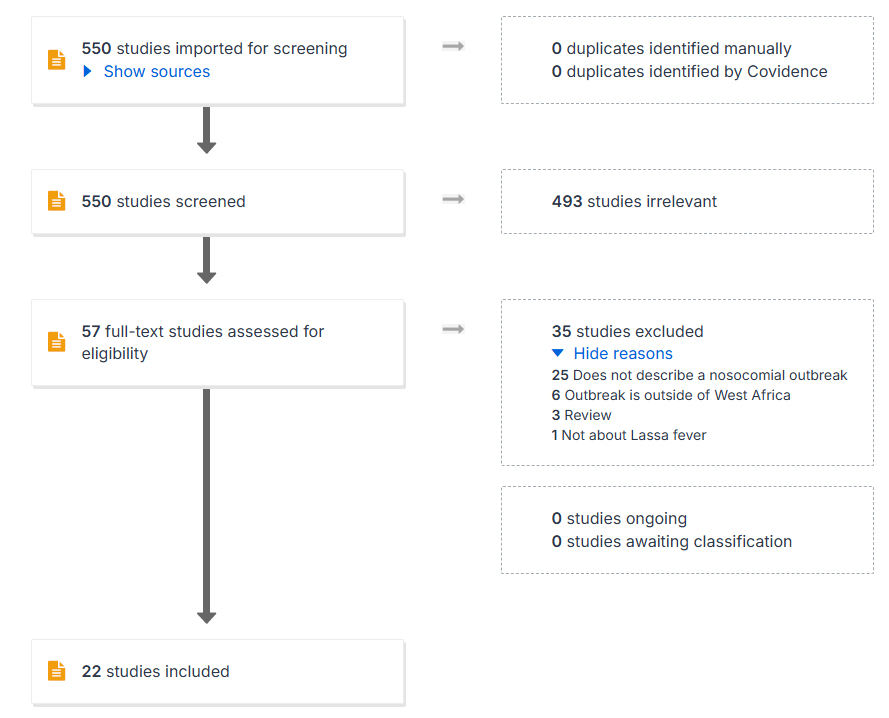 550 studies imported for screening
Show sources
0 duplicates identified manually
0 duplicates identified by Covidence
550 studies screened
493 studies irrelevant
57 full-text studies assessed for
eligibility
35 studies excluded
Hide reasons
25 Does not describe a nosocomial outbreak
6 Outbreak is outside of West Africa
3 Review
1 Not about Lassa fever
0 studies ongoing
0 studies awaiting classification
22 studies included